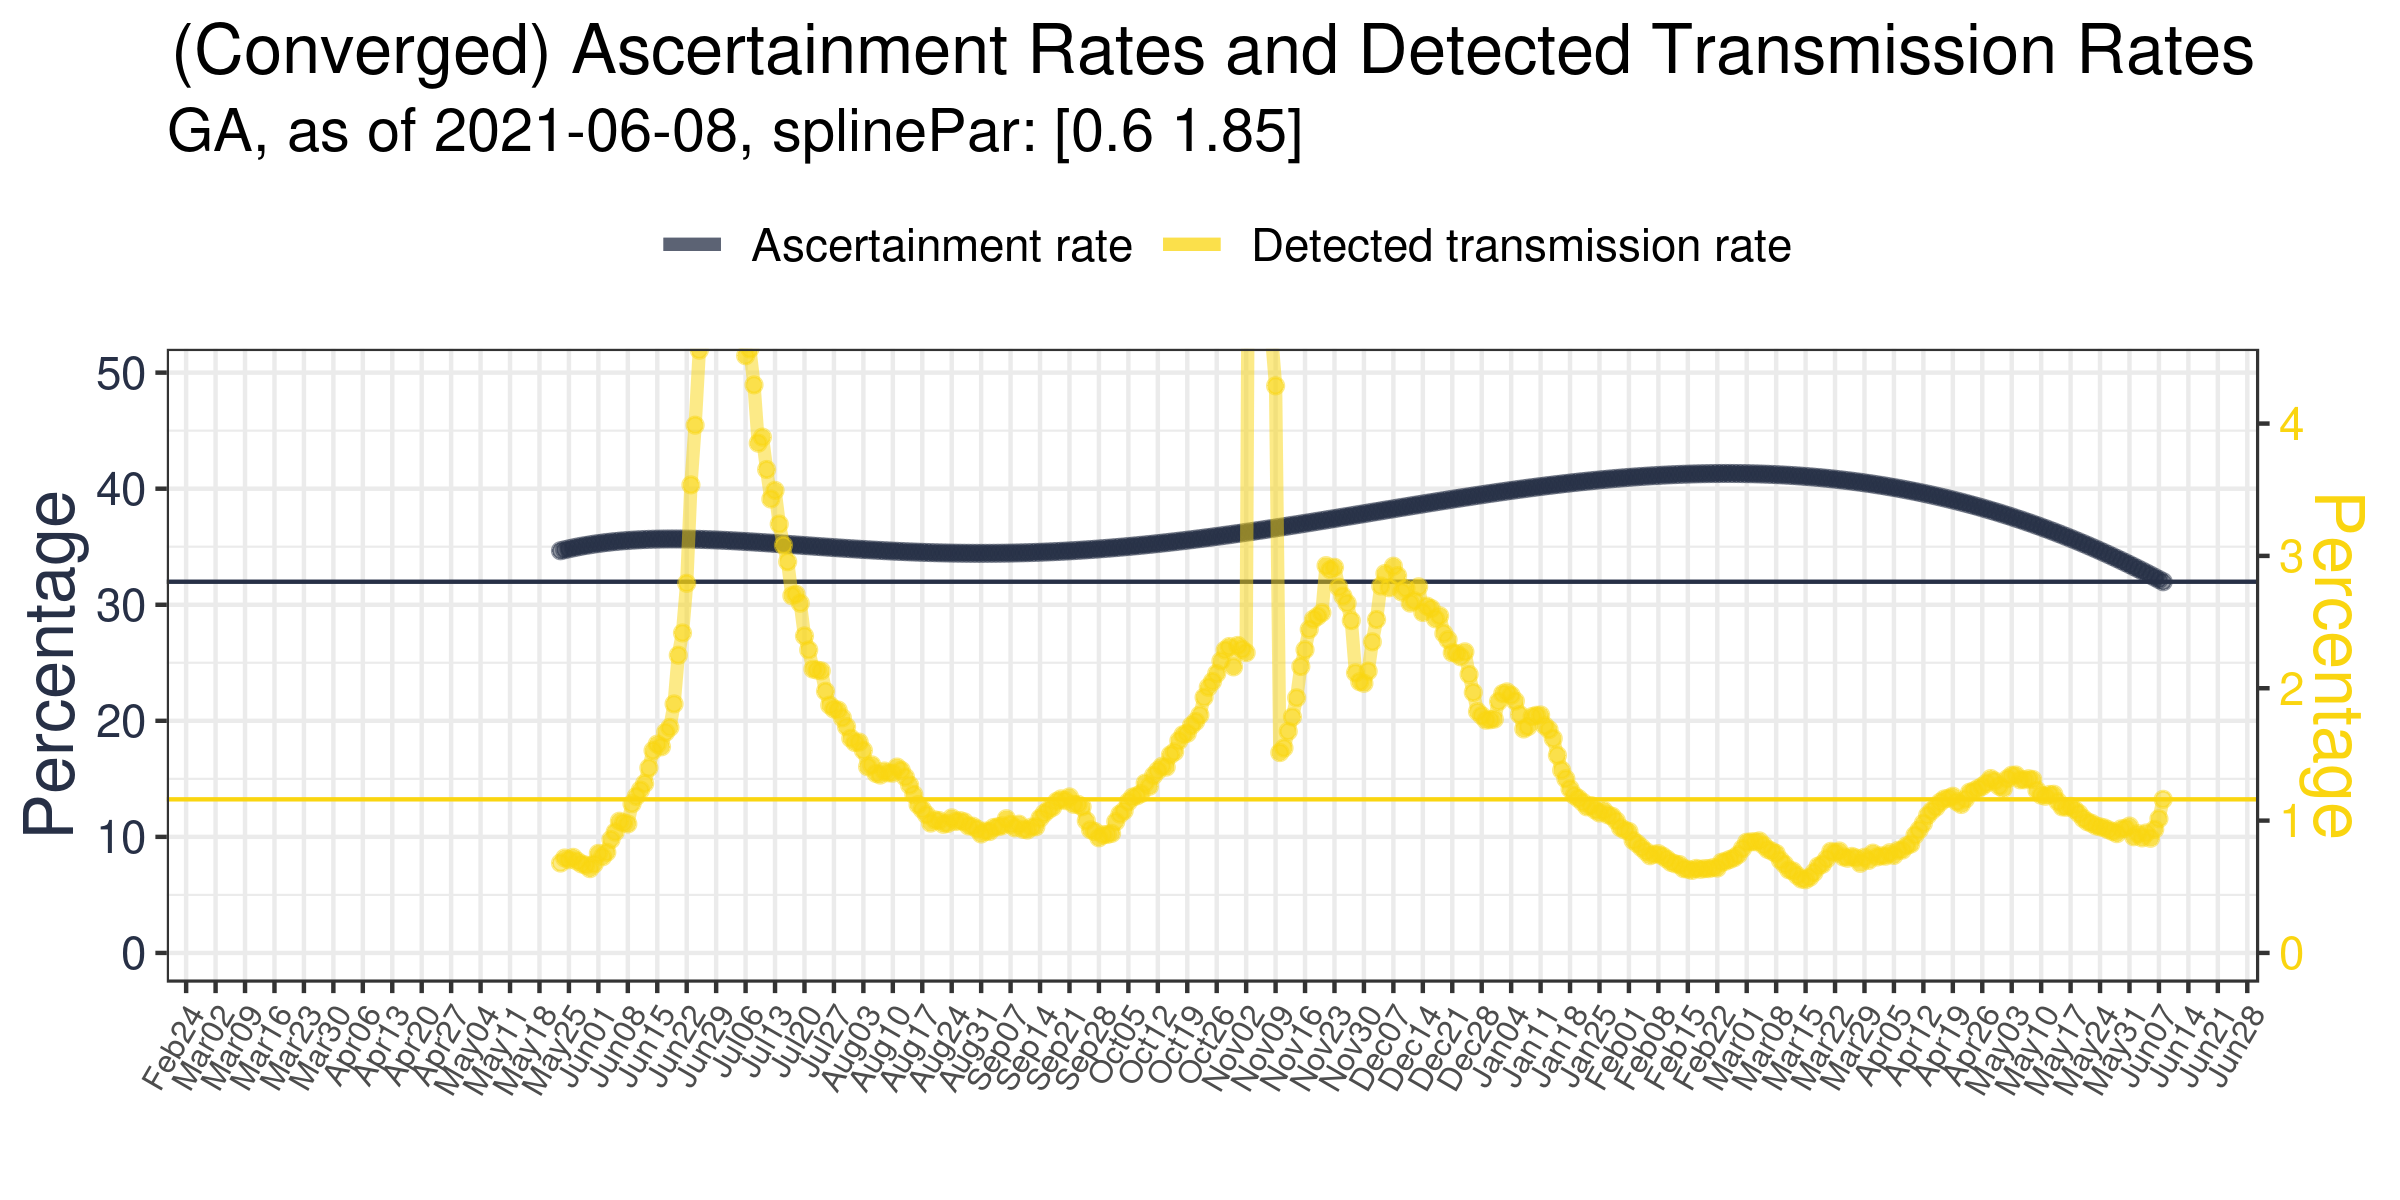 (Converged) Ascertainment Rates and Detected Transmission Rates
GA, as of 2021-06-08, splinePar: [0.6 1.85]
Ascertainment rate Detected transmission rate
Percentage
50
40
30
20
10
0
4
3
2
1
0
Percentage
Feb24 Mar02 Mar09 Mar16 Mar23 Mar30 Apr06 Apr13 Apr20 Apr27 May04 May11 May18 May25 Jun01 Jun08 Jun15 Jun22 Jun29 Jul06 Jul13 Jul20 Jul27 Aug03 Aug10 Aug17 Aug24 Aug31 Sep07 Sep14 Sep21 Sep28 Oct05 Oct12 Oct19 Oct26 Nov02 Nov09 Nov16 Nov23 Nov30 Dec07 Dec14 Dec21 Dec28 Jan04 Jan11 Jan18 Jan25 Feb01 Feb08 Feb15 Feb22 Mar01 Mar08 Mar15 Mar22 Mar29 Apr05 Apr12 Apr19 Apr26 May03 May10 May17 May24 May31 Jun07 Jun14 Jun21 Jun28